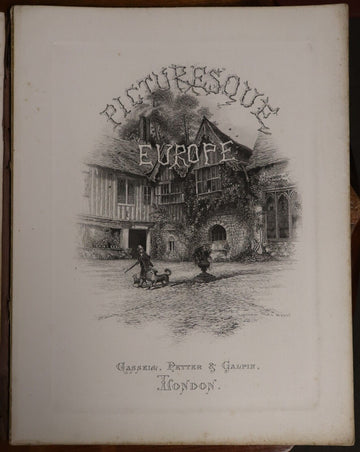 PICTURESQUE
EUROPE
CASSELL, PETTER & GALPIN.
LONDON.